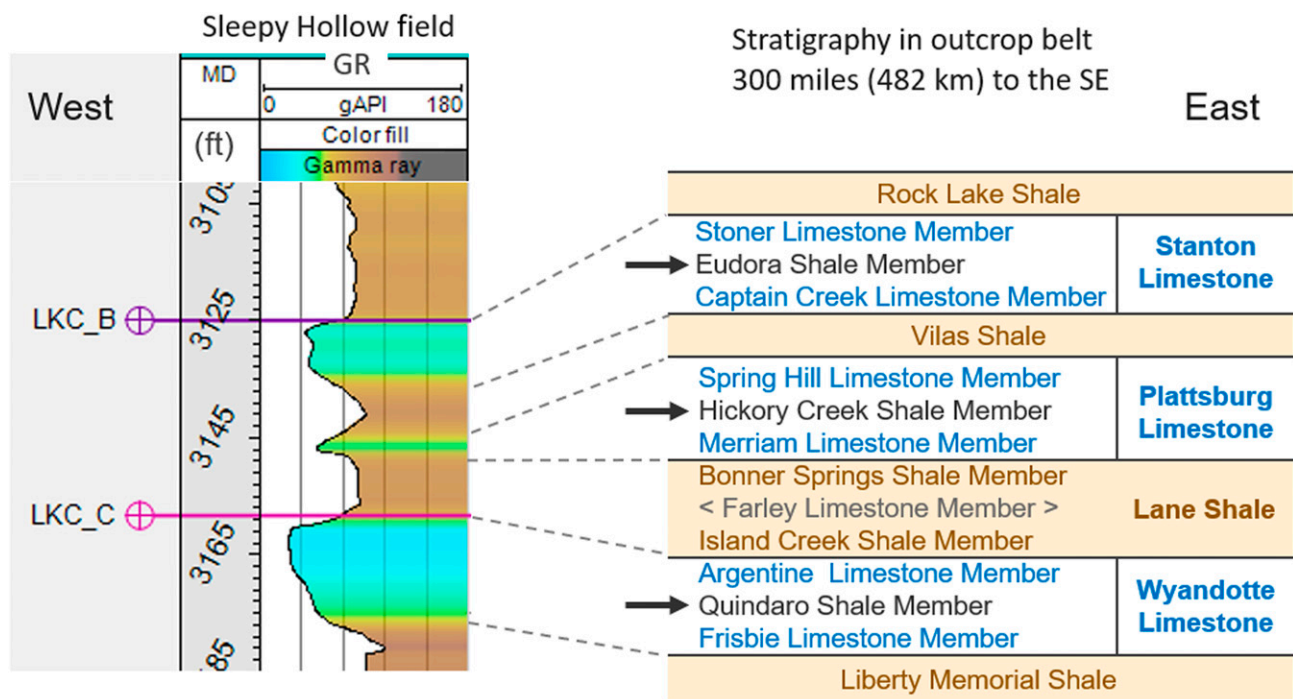 Sleepy Hollow field
Stratigraphy in outcrop belt
300 miles (482 km) to the SE
West
East
MD
GR
0 gAPI 180
(ft)
Color fill
Gamma ray
3105
3125
3145
3165
85
LKC_B
LKC_C
Rock Lake Shale
Stoner Limestone Member
Eudora Shale Member
Captain Creek Limestone Member
Stanton
Limestone
Vilas Shale
Spring Hill Limestone Member
Hickory Creek Shale Member
Merriam Limestone Member
Plattsburg
Limestone
Bonner Springs Shale Member
< Farley Limestone Member >
Island Creek Shale Member
Lane Shale
Argentine Limestone Member
Quindaro Shale Member
Frisbie Limestone Member
Wyandotte
Limestone
Liberty Memorial Shale